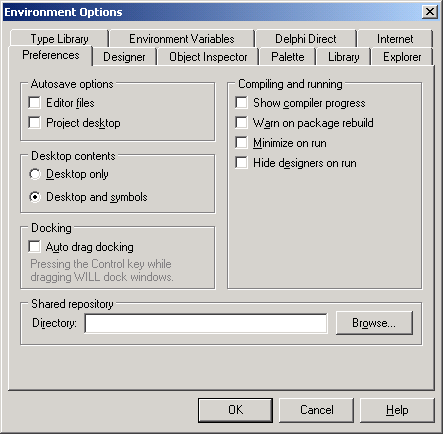 Environment Options
Type Library Environment Variables Delphi Direct Internet
Preferences Designer Object Inspector Palette Library Explorer
Autosave options
Editor files
Project desktop
Desktop contents
Desktop only
Desktop and symbols
Docking
Auto drag docking
Pressing the Control key while
dragging WILL dock windows.
Compiling and running
Show compiler progress
Warn on package rebuild
Minimize on run
Hide designers on run
Shared repository
Directory: Browse...
OK Cancel Help